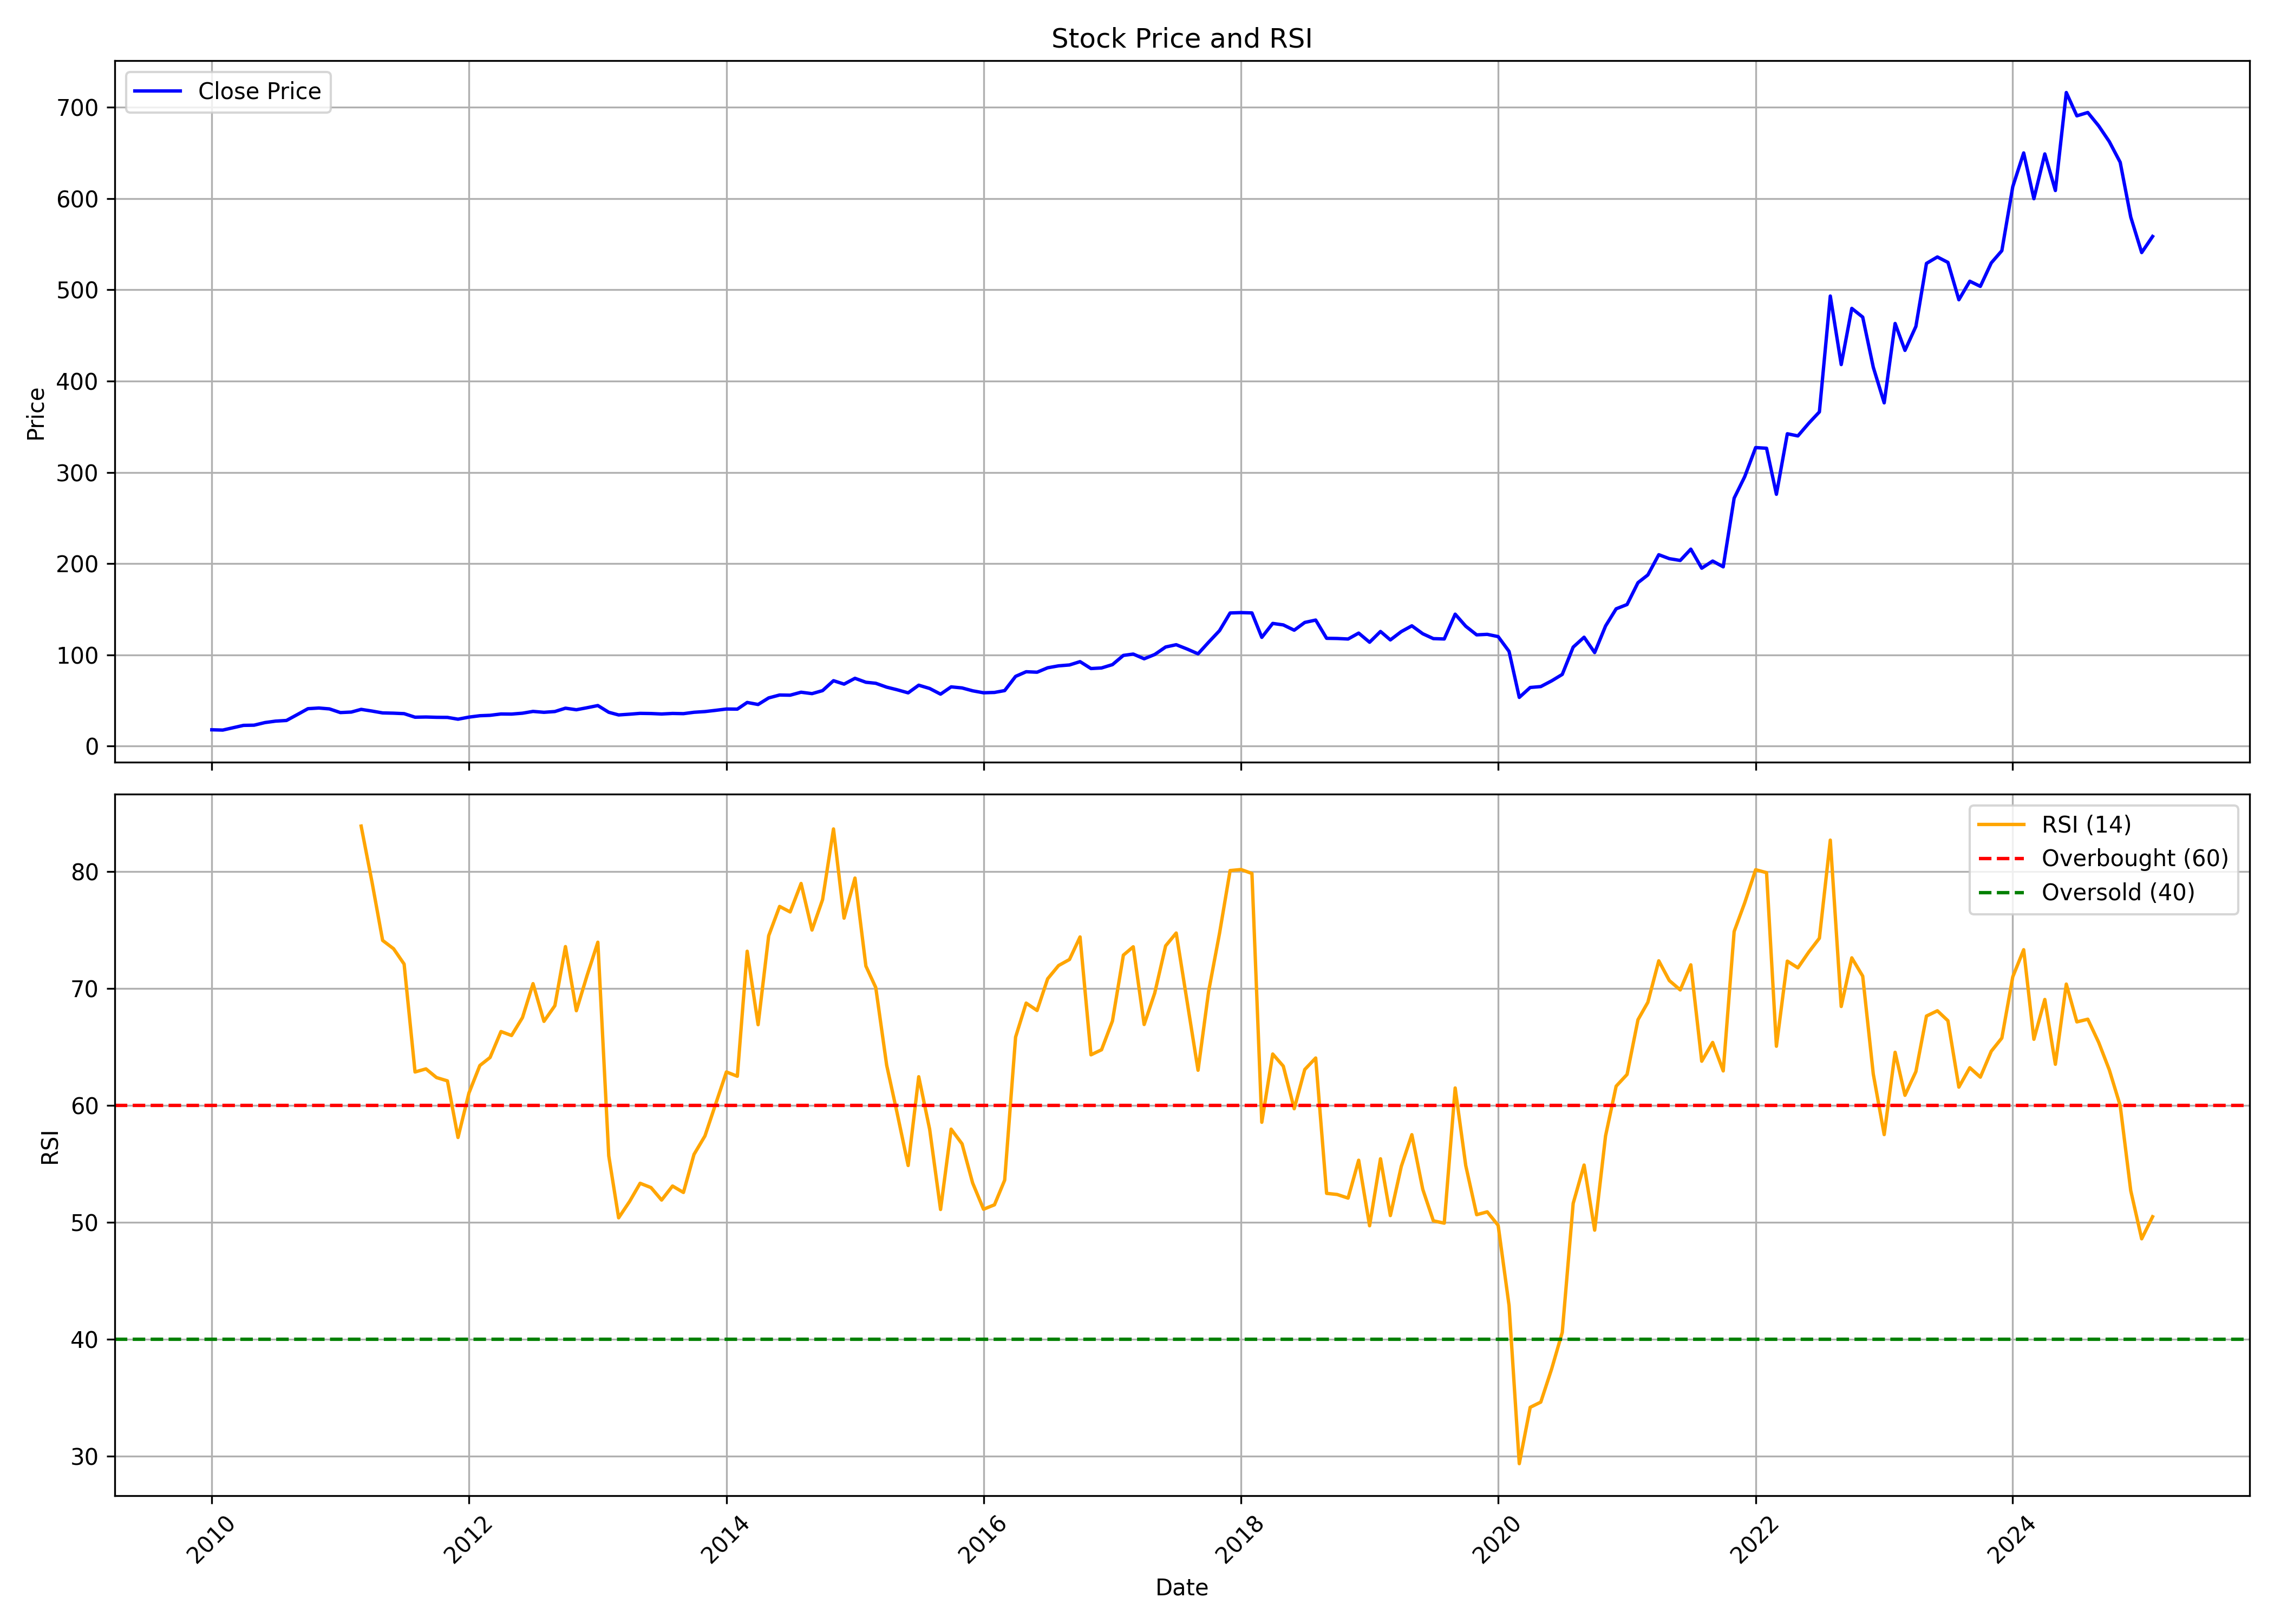 Stock Price and RSI
Close Price
700
600
500
400
300
200
100
0
Price
RSI (14)
Overbought (60)
Oversold (40)
80
70
60
50
40
30
RSI
2010
2012
2014
2016
2018
2020
2022
2024
Date